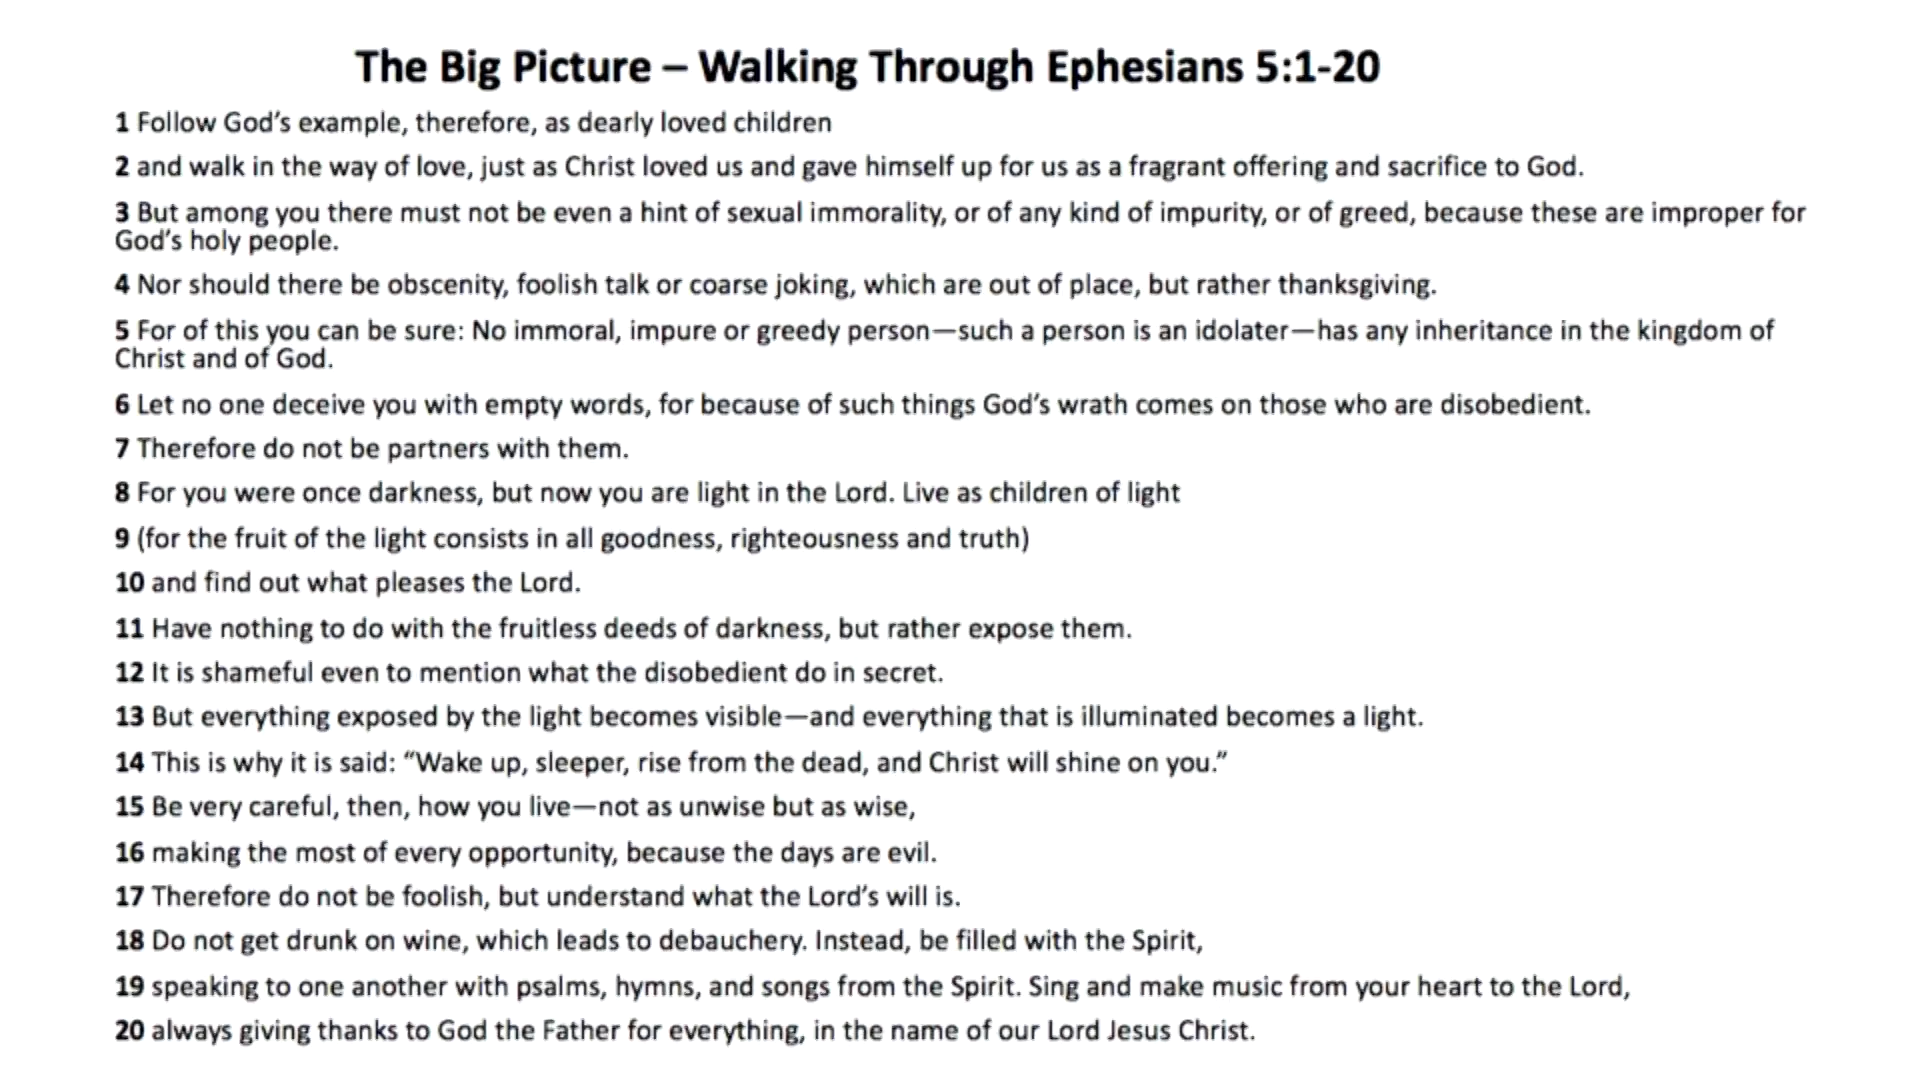 The Big Picture – Walking Through Ephesians 5:1-20
1 Follow God’s example, therefore, as dearly loved children
2 and walk in the way of love, just as Christ loved us and gave himself up for us as a fragrant offering and sacrifice to God.
3 But among you there must not be even a hint of sexual immorality, or of any kind of impurity, or of greed, because these are improper for
God’s holy people.
4 Nor should there be obscenity, foolish talk or coarse joking, which are out of place, but rather thanksgiving.
5 For of this you can be sure: No immoral, impure or greedy person—such a person is an idolater—has any inheritance in the kingdom of
Christ and of God.
6 Let no one deceive you with empty words, for because of such things God’s wrath comes on those who are disobedient.
7 Therefore do not be partners with them.
8 For you were once darkness, but now you are light in the Lord. Live as children of light
9 (for the fruit of the light consists in all goodness, righteousness and truth)
10 and find out what pleases the Lord.
11 Have nothing to do with the fruitless deeds of darkness, but rather expose them.
12 It is shameful even to mention what the disobedient do in secret.
13 But everything exposed by the light becomes visible—and everything that is illuminated becomes a light.
14 This is why it is said: “Wake up, sleeper, rise from the dead, and Christ will shine on you.”
15 Be very careful, then, how you live—not as unwise but as wise,
16 making the most of every opportunity, because the days are evil.
17 Therefore do not be foolish, but understand what the Lord’s will is.
18 Do not get drunk on wine, which leads to debauchery. Instead, be filled with the Spirit,
19 speaking to one another with psalms, hymns, and songs from the Spirit. Sing and make music from your heart to the Lord,
20 always giving thanks to God the Father for everything, in the name of our Lord Jesus Christ.